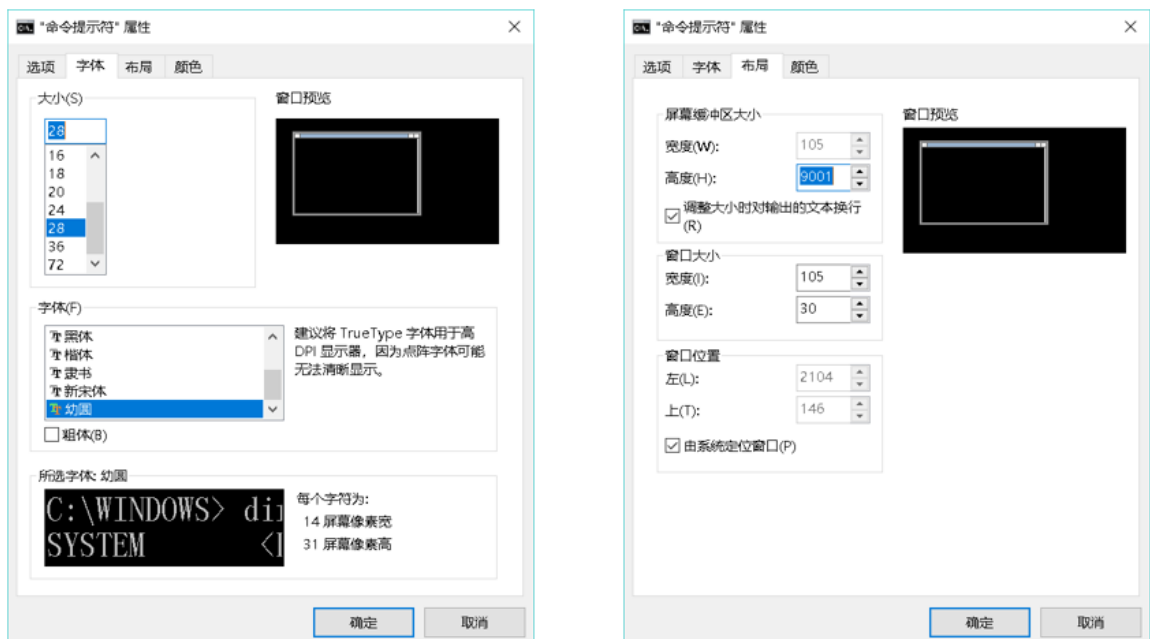 "命令提示符" 属性
选项 字体 布局 颜色
大小(S)
28
16
18
20
24
28
36
72
窗口预览
字体(F)
黑体
楷体
隶书
新宋体
幼圆
建议将 TrueType 字体用于高
DPI 显示器，因为点阵字体可能
无法清晰显示。
粗体(B)
所选字体: 幼圆
C:\WINDOWS> di
SYSTEM <
每个字符为:
14 屏幕像素宽
31 屏幕像素高
确定 取消
"命令提示符" 属性
选项 字体 布局 颜色
屏幕缓冲区大小
宽度(W): 105
高度(H): 9001
调整大小时对输出的文本换行
(R)
窗口大小
宽度(I): 105
高度(E): 30
窗口位置
左(L): 2104
上(T): 146
由系统定位窗口(P)
窗口预览
确定 取消